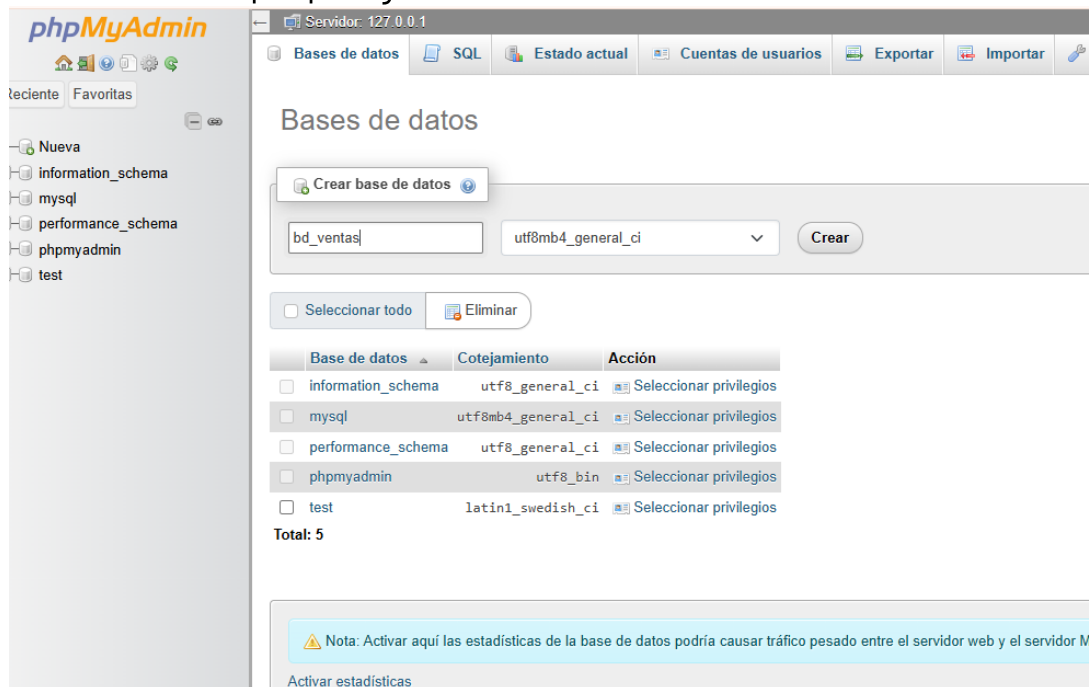 phpMyAdmin
Reciente Favoritas
Nueva
information_schema
mysql
performance_schema
phpmyadmin
test
Servidor: 127.0.0.1
Bases de datos SQL Estado actual Cuentas de usuarios Exportar Importar
Bases de datos
Crear base de datos
bd_ventas utf8mb4_general_ci Crear
Seleccionar todo Eliminar
Base de datos Cotejamiento Acción
information_schema utf8_general_ci Seleccionar privilegios
mysql utf8mb4_general_ci Seleccionar privilegios
performance_schema utf8_general_ci Seleccionar privilegios
phpmyadmin utf8_bin Seleccionar privilegios
test latin1_swedish_ci Seleccionar privilegios
Total: 5
Nota: Activar aquí las estadísticas de la base de datos podría causar tráfico pesado entre el servidor web y el servidor M
Activar estadísticas